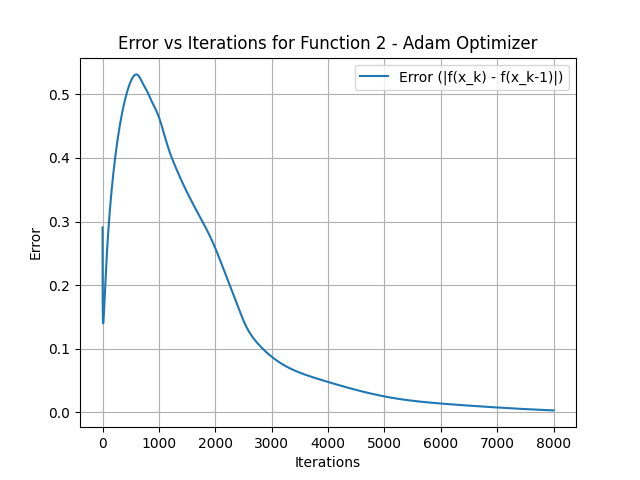 Error vs Iterations for Function 2 - Adam Optimizer
Error (|f(x_k) - f(x_k-1)|)
0.5
0.4
0.3
0.2
0.1
0.0
Error
0 1000 2000 3000 4000 5000 6000 7000 8000
Iterations